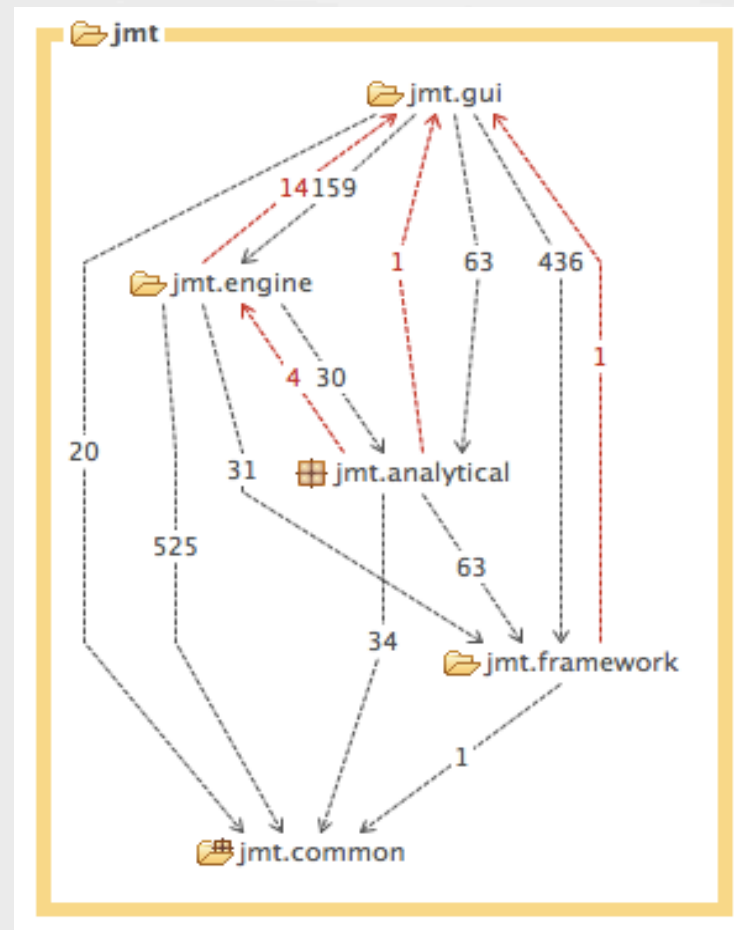 jmt
jmt.gui
14 159
1 63 436
jmt.engine
1
4 30
20
31
jmt.analytical
525
63
34
jmt.framework
1
jmt.common